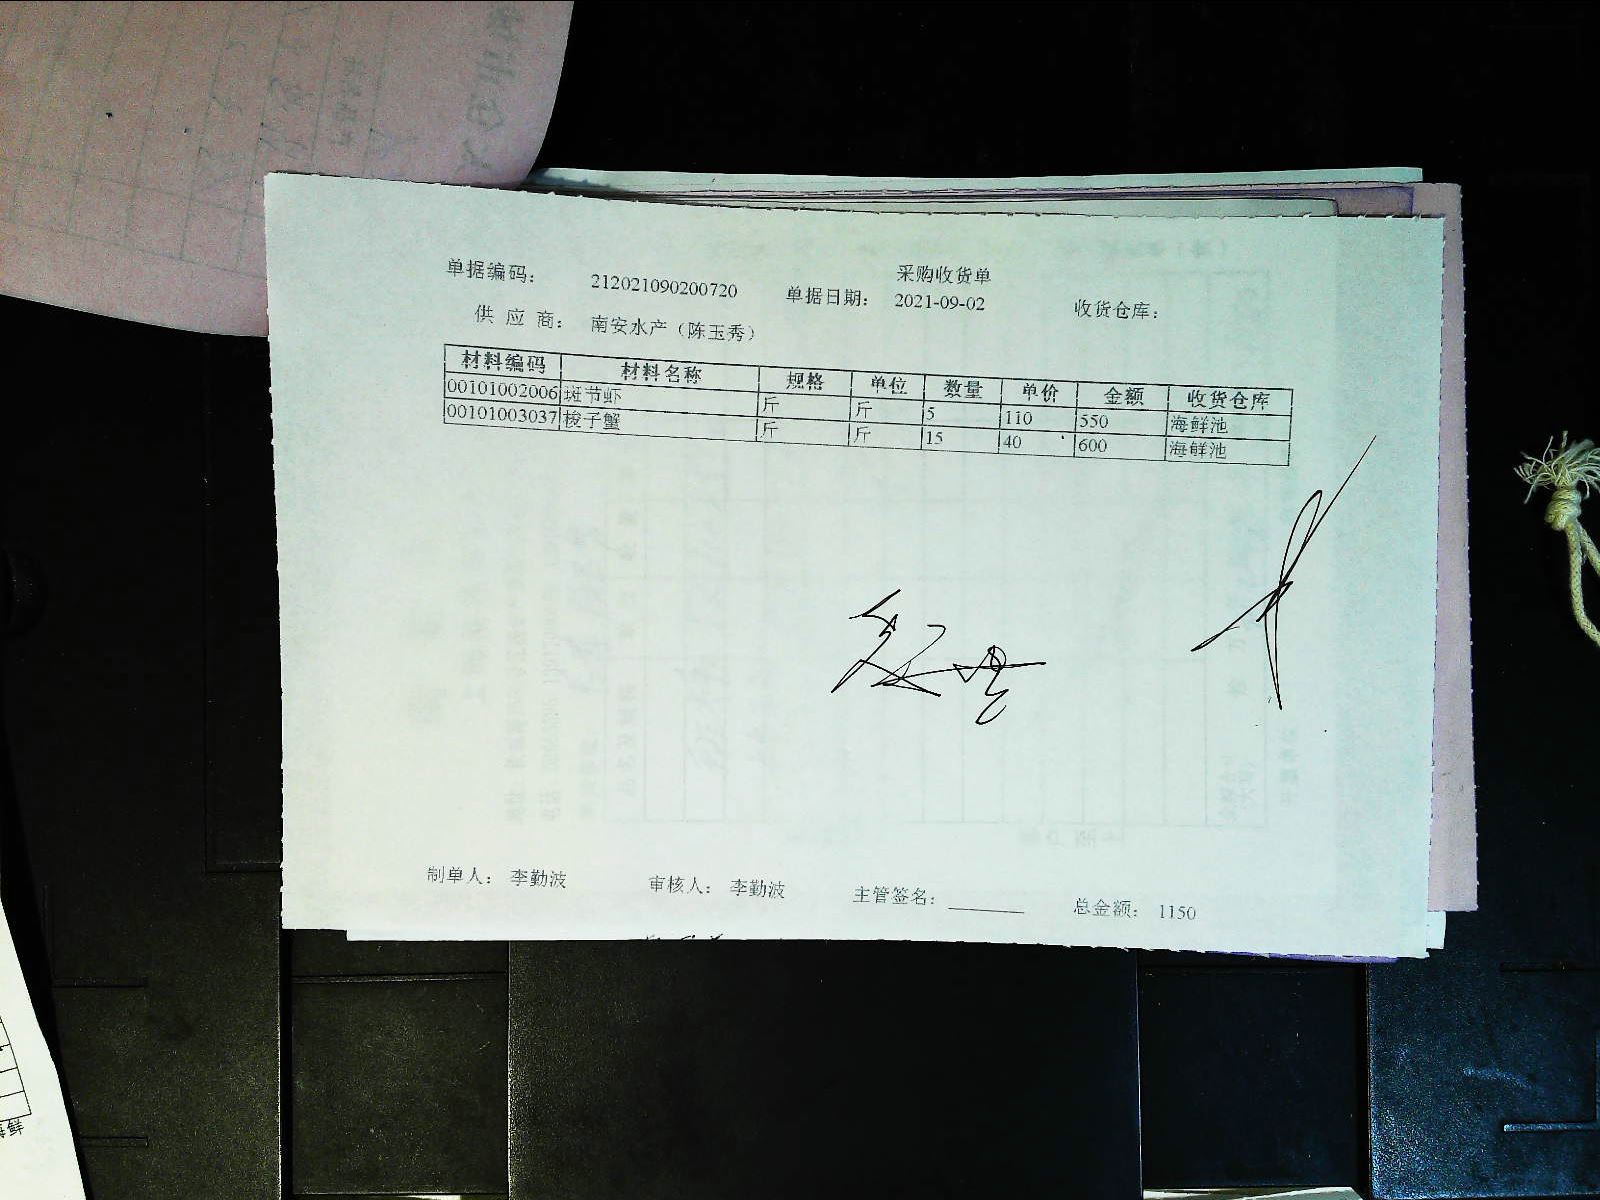 采购收货单
单据编码： 212021090200720 单据日期： 2021-09-02 收货仓库：
供 应 商： 南安水产（陈玉秀）
材料编码 材料名称 规格 单位 数量 单价 金额 收货仓库
00101002006 斑节虾 斤 斤 5 110 550 海鲜池
00101003037 梭子蟹 斤 斤 15 40 600 海鲜池
制单人： 李勤波 审核人： 李勤波 主管签名： 总金额： 1150